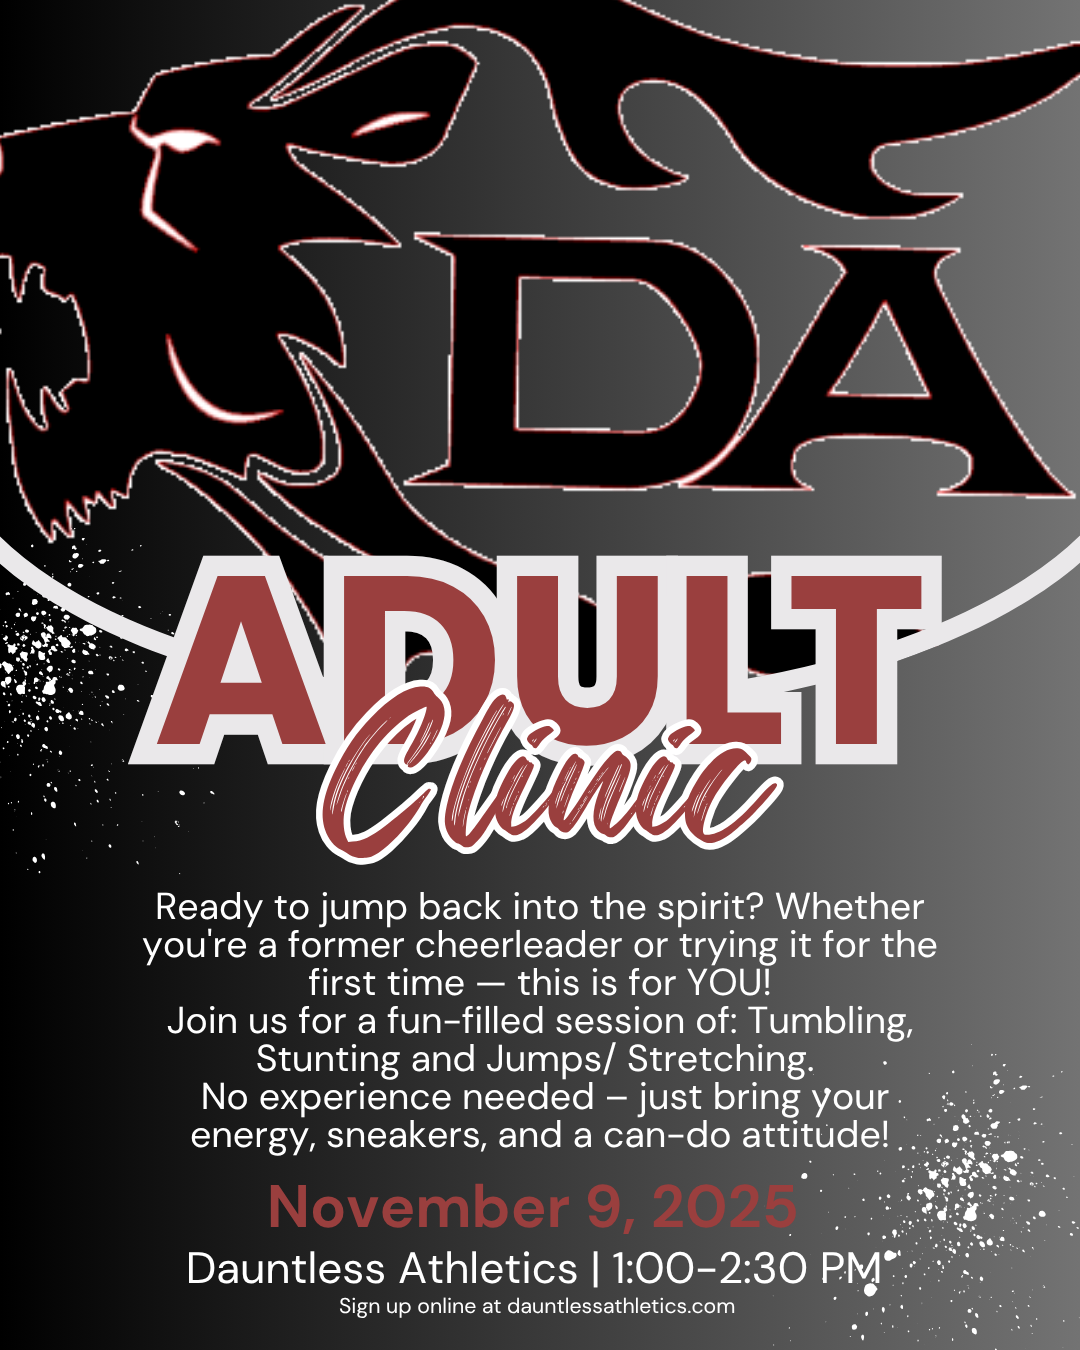 DA
ADULT
Clinic
Ready to jump back into the spirit? Whether
you're a former cheerleader or trying it for the
first time — this is for YOU!
Join us for a fun-filled session of: Tumbling,
Stunting and Jumps/ Stretching.
No experience needed – just bring your
energy, sneakers, and a can-do attitude!
November 9, 2025
Dauntless Athletics | 1:00-2:30 PM
Sign up online at dauntlessathletics.com